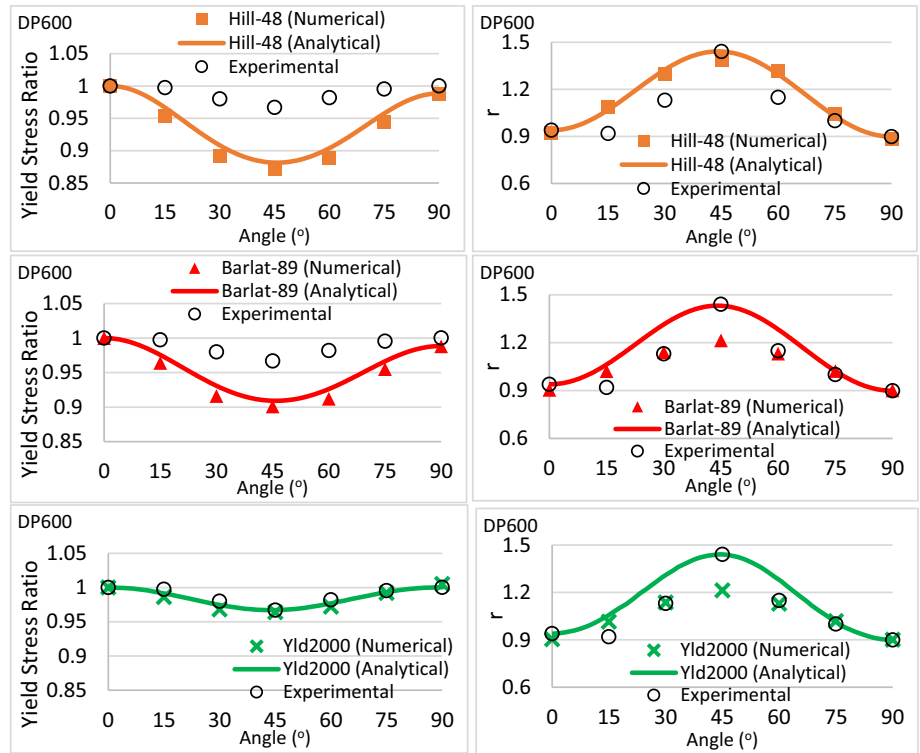 DP600
Hill-48 (Numerical)
Hill-48 (Analytical)
Experimental
Yield Stress Ratio
1.05
1
0.95
0.9
0.85
0 15 30 45 60 75 90
Angle (o)
DP600
r
1.5
1.2
0.9
0.6
Hill-48 (Numerical)
Hill-48 (Analytical)
Experimental
0 15 30 45 60 75 90
Angle (o)
DP600
Barlat-89 (Numerical)
Barlat-89 (Analytical)
Experimental
Yield Stress Ratio
1.05
1
0.95
0.9
0.85
0 15 30 45 60 75 90
Angle (o)
DP600
r
1.5
1.2
0.9
0.6
Barlat-89 (Numerical)
Barlat-89 (Analytical)
Experimental
0 15 30 45 60 75 90
Angle (o)
DP600
Yield Stress Ratio
1.05
1
0.95
0.9
0.85
Yld2000 (Numerical)
Yld2000 (Analytical)
Experimental
0 15 30 45 60 75 90
Angle (o)
DP600
r
1.5
1.2
0.9
0.6
Yld2000 (Numerical)
Yld2000 (Analytical)
Experimental
0 15 30 45 60 75 90
Angle (o)